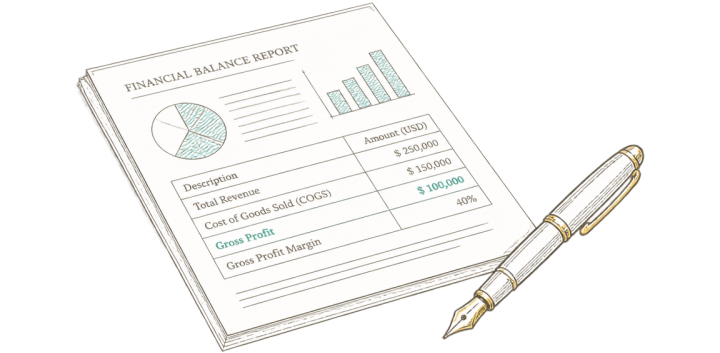 FINANCIAL BALANCE REPORT
Description Amount (USD)
Total Revenue $ 250,000
Cost of Goods Sold (COGS) $ 150,000
Gross Profit $ 100,000
Gross Profit Margin 40%